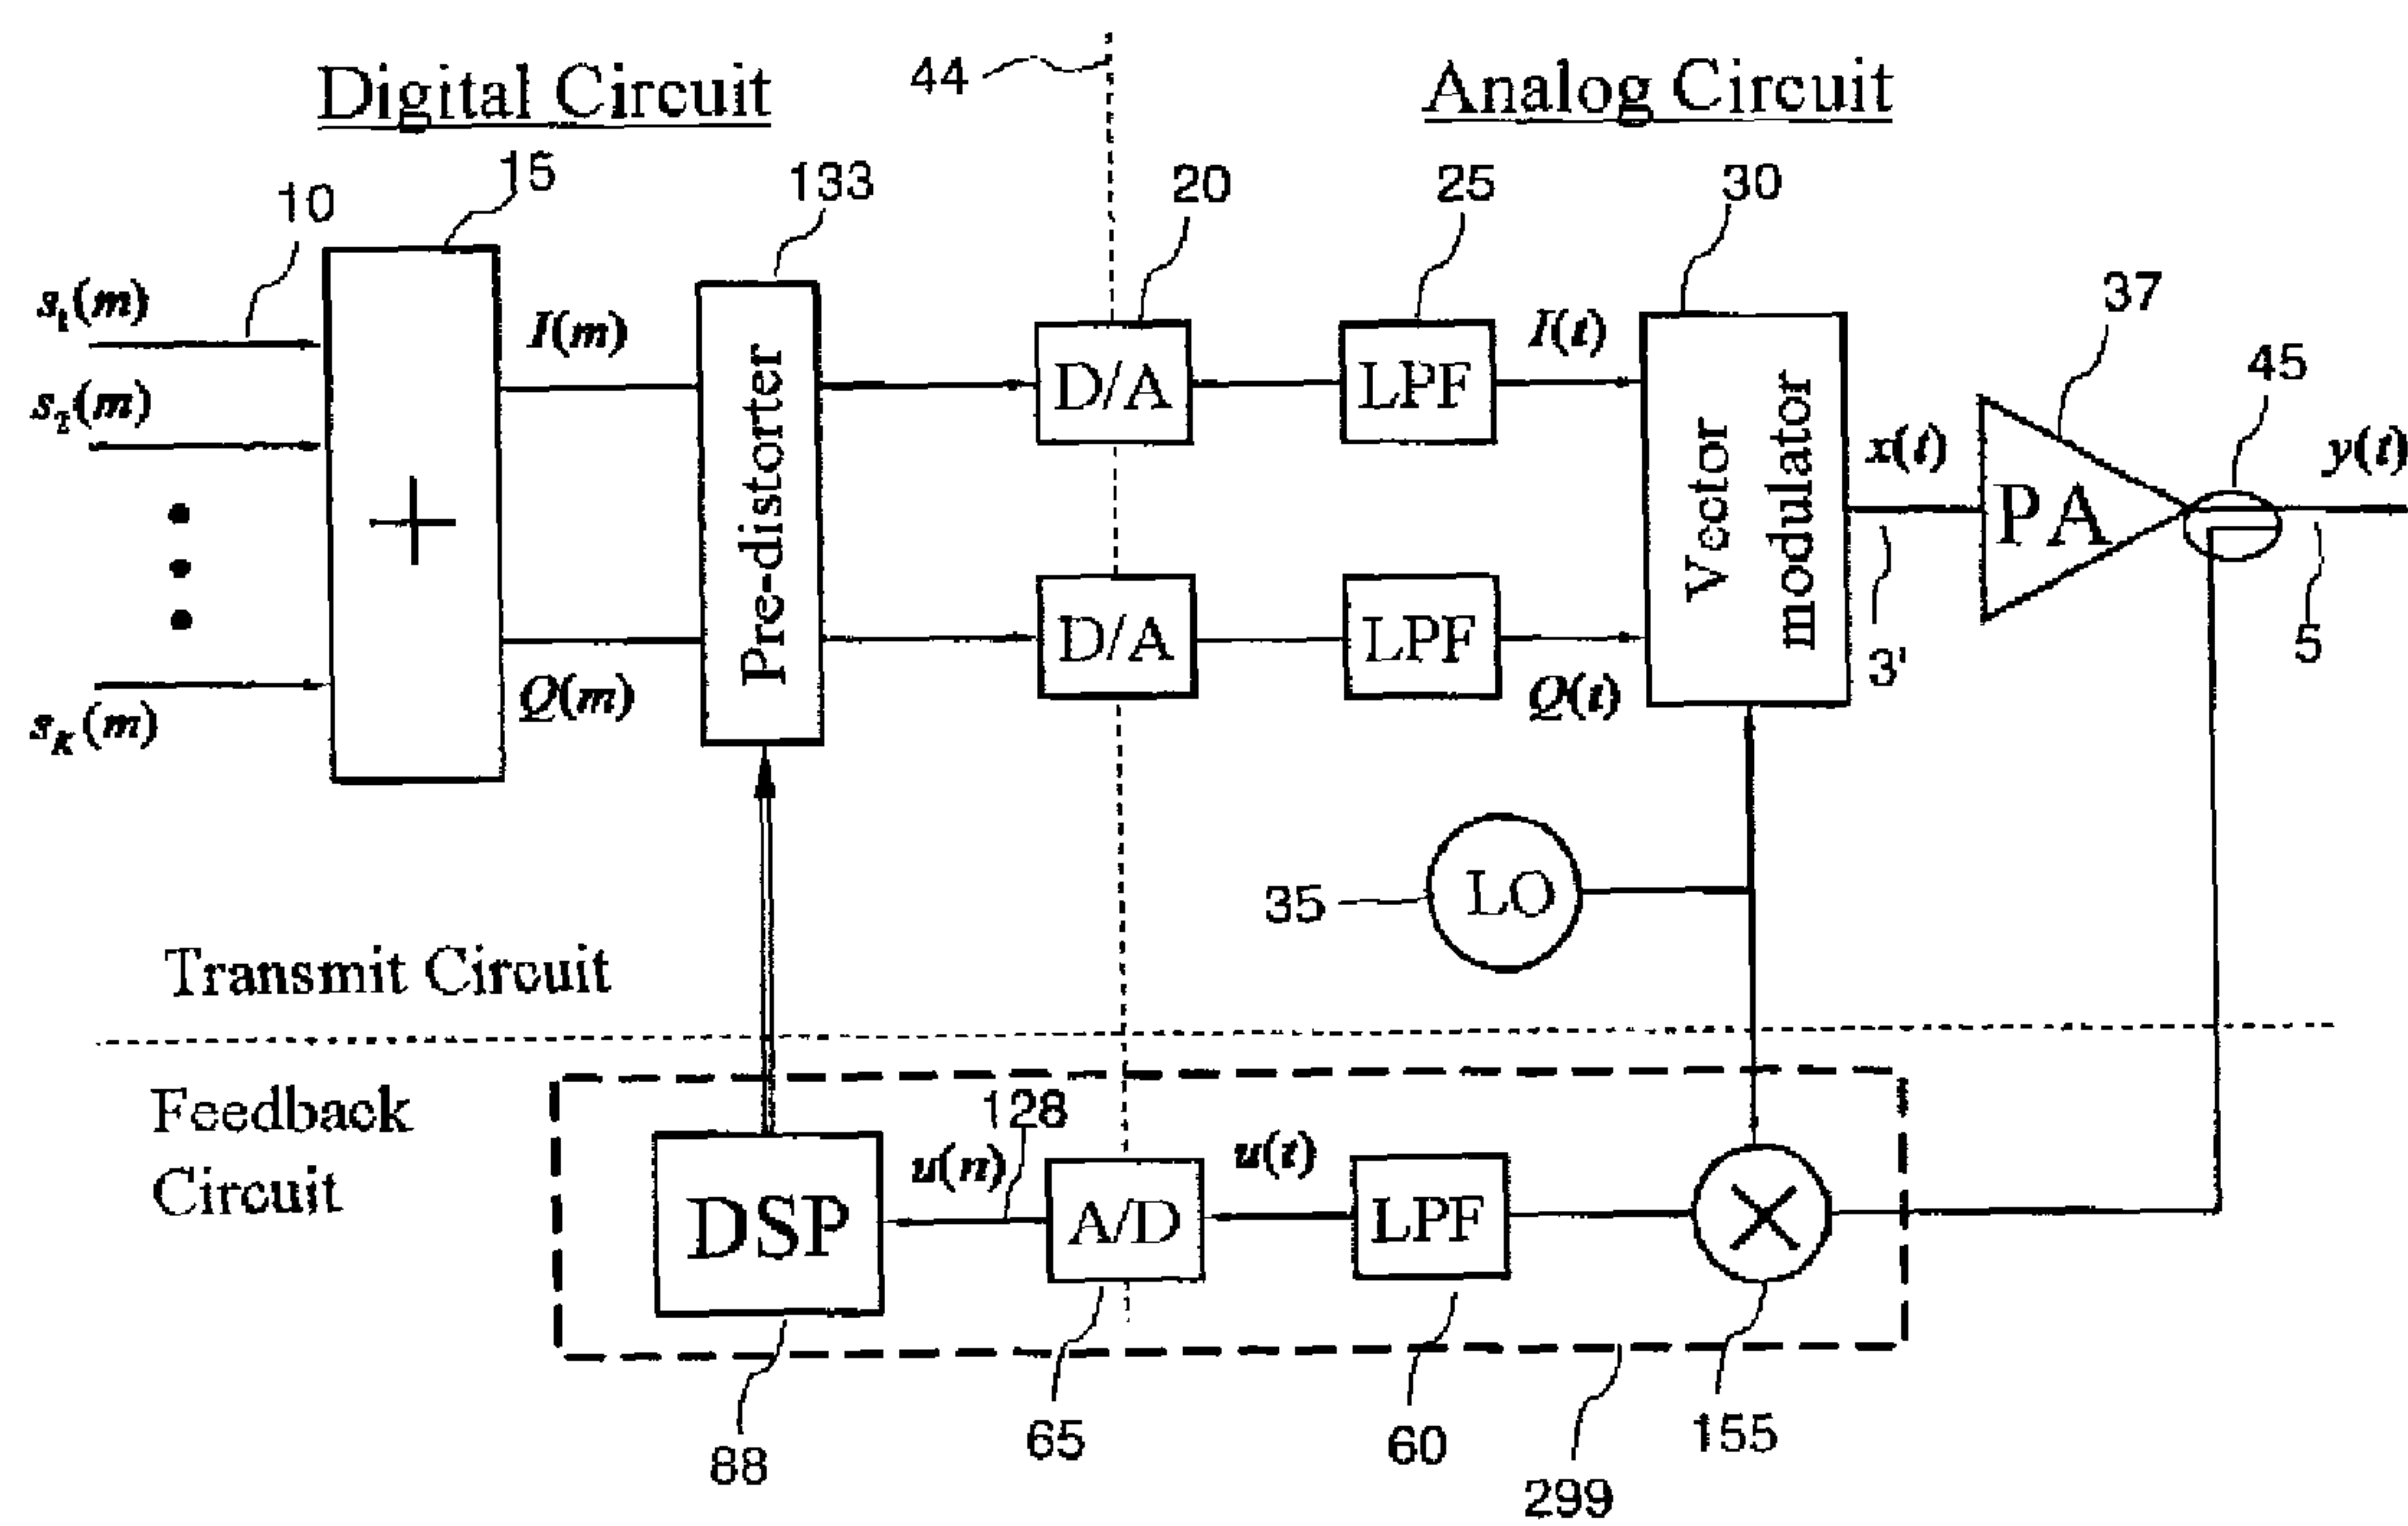 Digital Circuit
44
Analog Circuit
10
15
133
20
25
30
37
45
s₁(m)
s₂(m)
s_K(m)
+
I(m)
Q(m)
Pre-distorter
D/A
D/A
LPF
LPF
I(t)
Q(t)
Vector
modulator
x(t)
3'
PA
y(t)
5
35
LO
Transmit Circuit
Feedback
Circuit
128
DSP
u(n)
A/D
u(t)
LPF
88
65
60
299
155